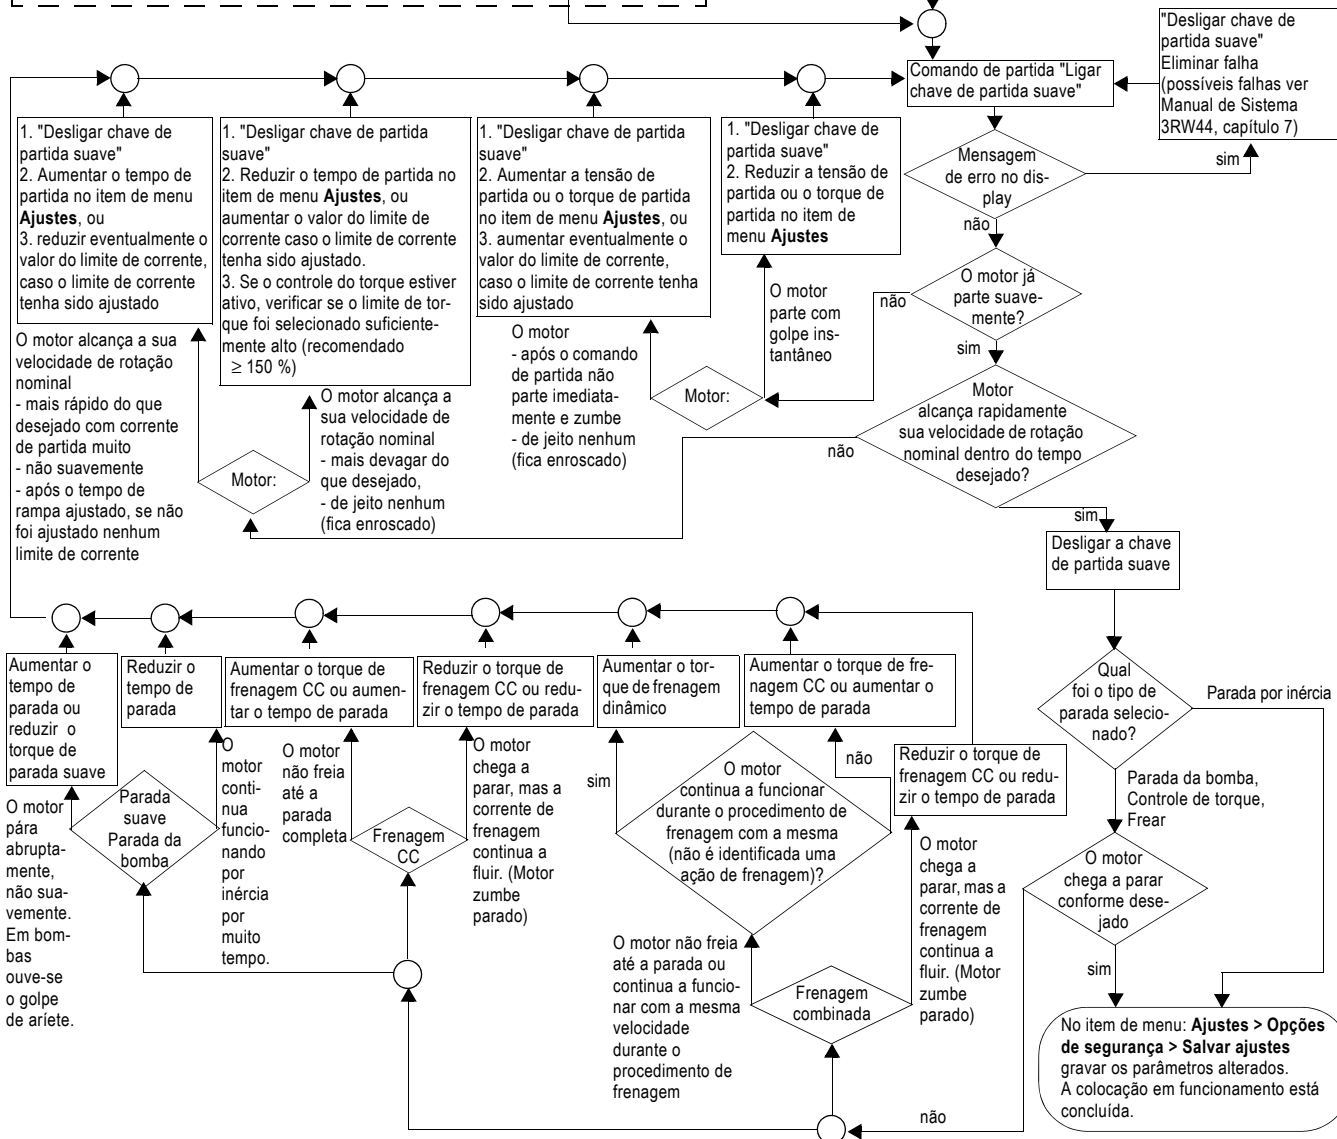 Comando de partida "Ligar
chave de partida suave"
"Desligar chave de
partida suave"
Eliminar falha
(possíveis falhas ver
Manual de Sistema
3RW44, capítulo 7)
sim
Mensagem
de erro no dis-
play
não
O motor já
parte suave-
mente?
não
sim
Motor
alcança rapidamente
sua velocidade de rotação
nominal dentro do tempo
desejado?
não
sim
1. "Desligar chave de
partida suave"
2. Aumentar o tempo de
partida no item de menu
Ajustes, ou
3. reduzir eventualmente o
valor do limite de corrente,
caso o limite de corrente
tenha sido ajustado
1. "Desligar chave de partida
suave"
2. Reduzir o tempo de partida no
item de menu Ajustes, ou
aumentar o valor do limite de
corrente caso o limite de corrente
tenha sido ajustado.
3. Se o controle do torque estiver
ativo, verificar se o limite de tor-
que foi selecionado suficiente-
mente alto (recomendado
≥ 150 %)
1. "Desligar chave de partida
suave"
2. Aumentar a tensão de
partida ou o torque de partida
no item de menu Ajustes, ou
3. aumentar eventualmente o
valor do limite de corrente,
caso o limite de corrente tenha
sido ajustado
1. "Desligar chave de
partida suave"
2. Reduzir a tensão de
partida ou o torque de
partida no item de
menu Ajustes
O motor alcança a sua
velocidade de rotação
nominal
- mais rápido do que
desejado com corrente
de partida muito
- não suavemente
- após o tempo de
rampa ajustado, se não
foi ajustado nenhum
limite de corrente
Motor:
O motor alcança a
sua velocidade de
rotação nominal
- mais devagar do
que desejado,
- de jeito nenhum
(fica enroscado)
O motor
- após o comando
de partida não
parte imediata-
mente e zumbe
- de jeito nenhum
(fica enroscado)
Motor:
O motor
parte com
golpe ins-
tantâneo
Desligar a chave
de partida suave
Qual
foi o tipo de
parada selecio-
nado?
Parada por inércia
Parada da bomba,
Controle de torque,
Frear
O motor
chega a parar
conforme dese-
jado
sim
não
No item de menu: Ajustes > Opções
de segurança > Salvar ajustes
gravar os parâmetros alterados.
A colocação em funcionamento está
concluída.
Aumentar o
tempo de
parada ou
reduzir o
torque de
parada suave
Reduzir o
tempo de
parada
Aumentar o torque de
frenagem CC ou aumen-
tar o tempo de parada
Reduzir o torque de
frenagem CC ou redu-
zir o tempo de parada
Aumentar o tor-
que de frenagem
dinâmico
Aumentar o torque de fre-
nagem CC ou aumentar o
tempo de parada
Reduzir o torque de
frenagem CC ou redu-
zir o tempo de parada
O motor
pára
abrupta-
mente,
não sua-
vemente.
Em bom-
bas
ouve-se
o golpe
de aríete.
Parada
suave
Parada da
bomba
O
motor
conti-
nua
funcio-
nando
por
inércia
por
muito
tempo.
O motor
não freia
até a
parada
completa
Frenagem
CC
O motor
chega a
parar, mas a
corrente de
frenagem
continua a
fluir. (Motor
zumbe
parado)
sim
O motor
continua a funcionar
durante o procedimento de
frenagem com a mesma
(não é identificada uma
ação de frenagem)?
não
O motor
chega a
parar, mas a
corrente de
frenagem
continua a
fluir. (Motor
zumbe
parado)
O motor não freia
até a parada ou
continua a funcio-
nar com a mesma
velocidade
durante o
procedimento de
frenagem
Frenagem
combinada